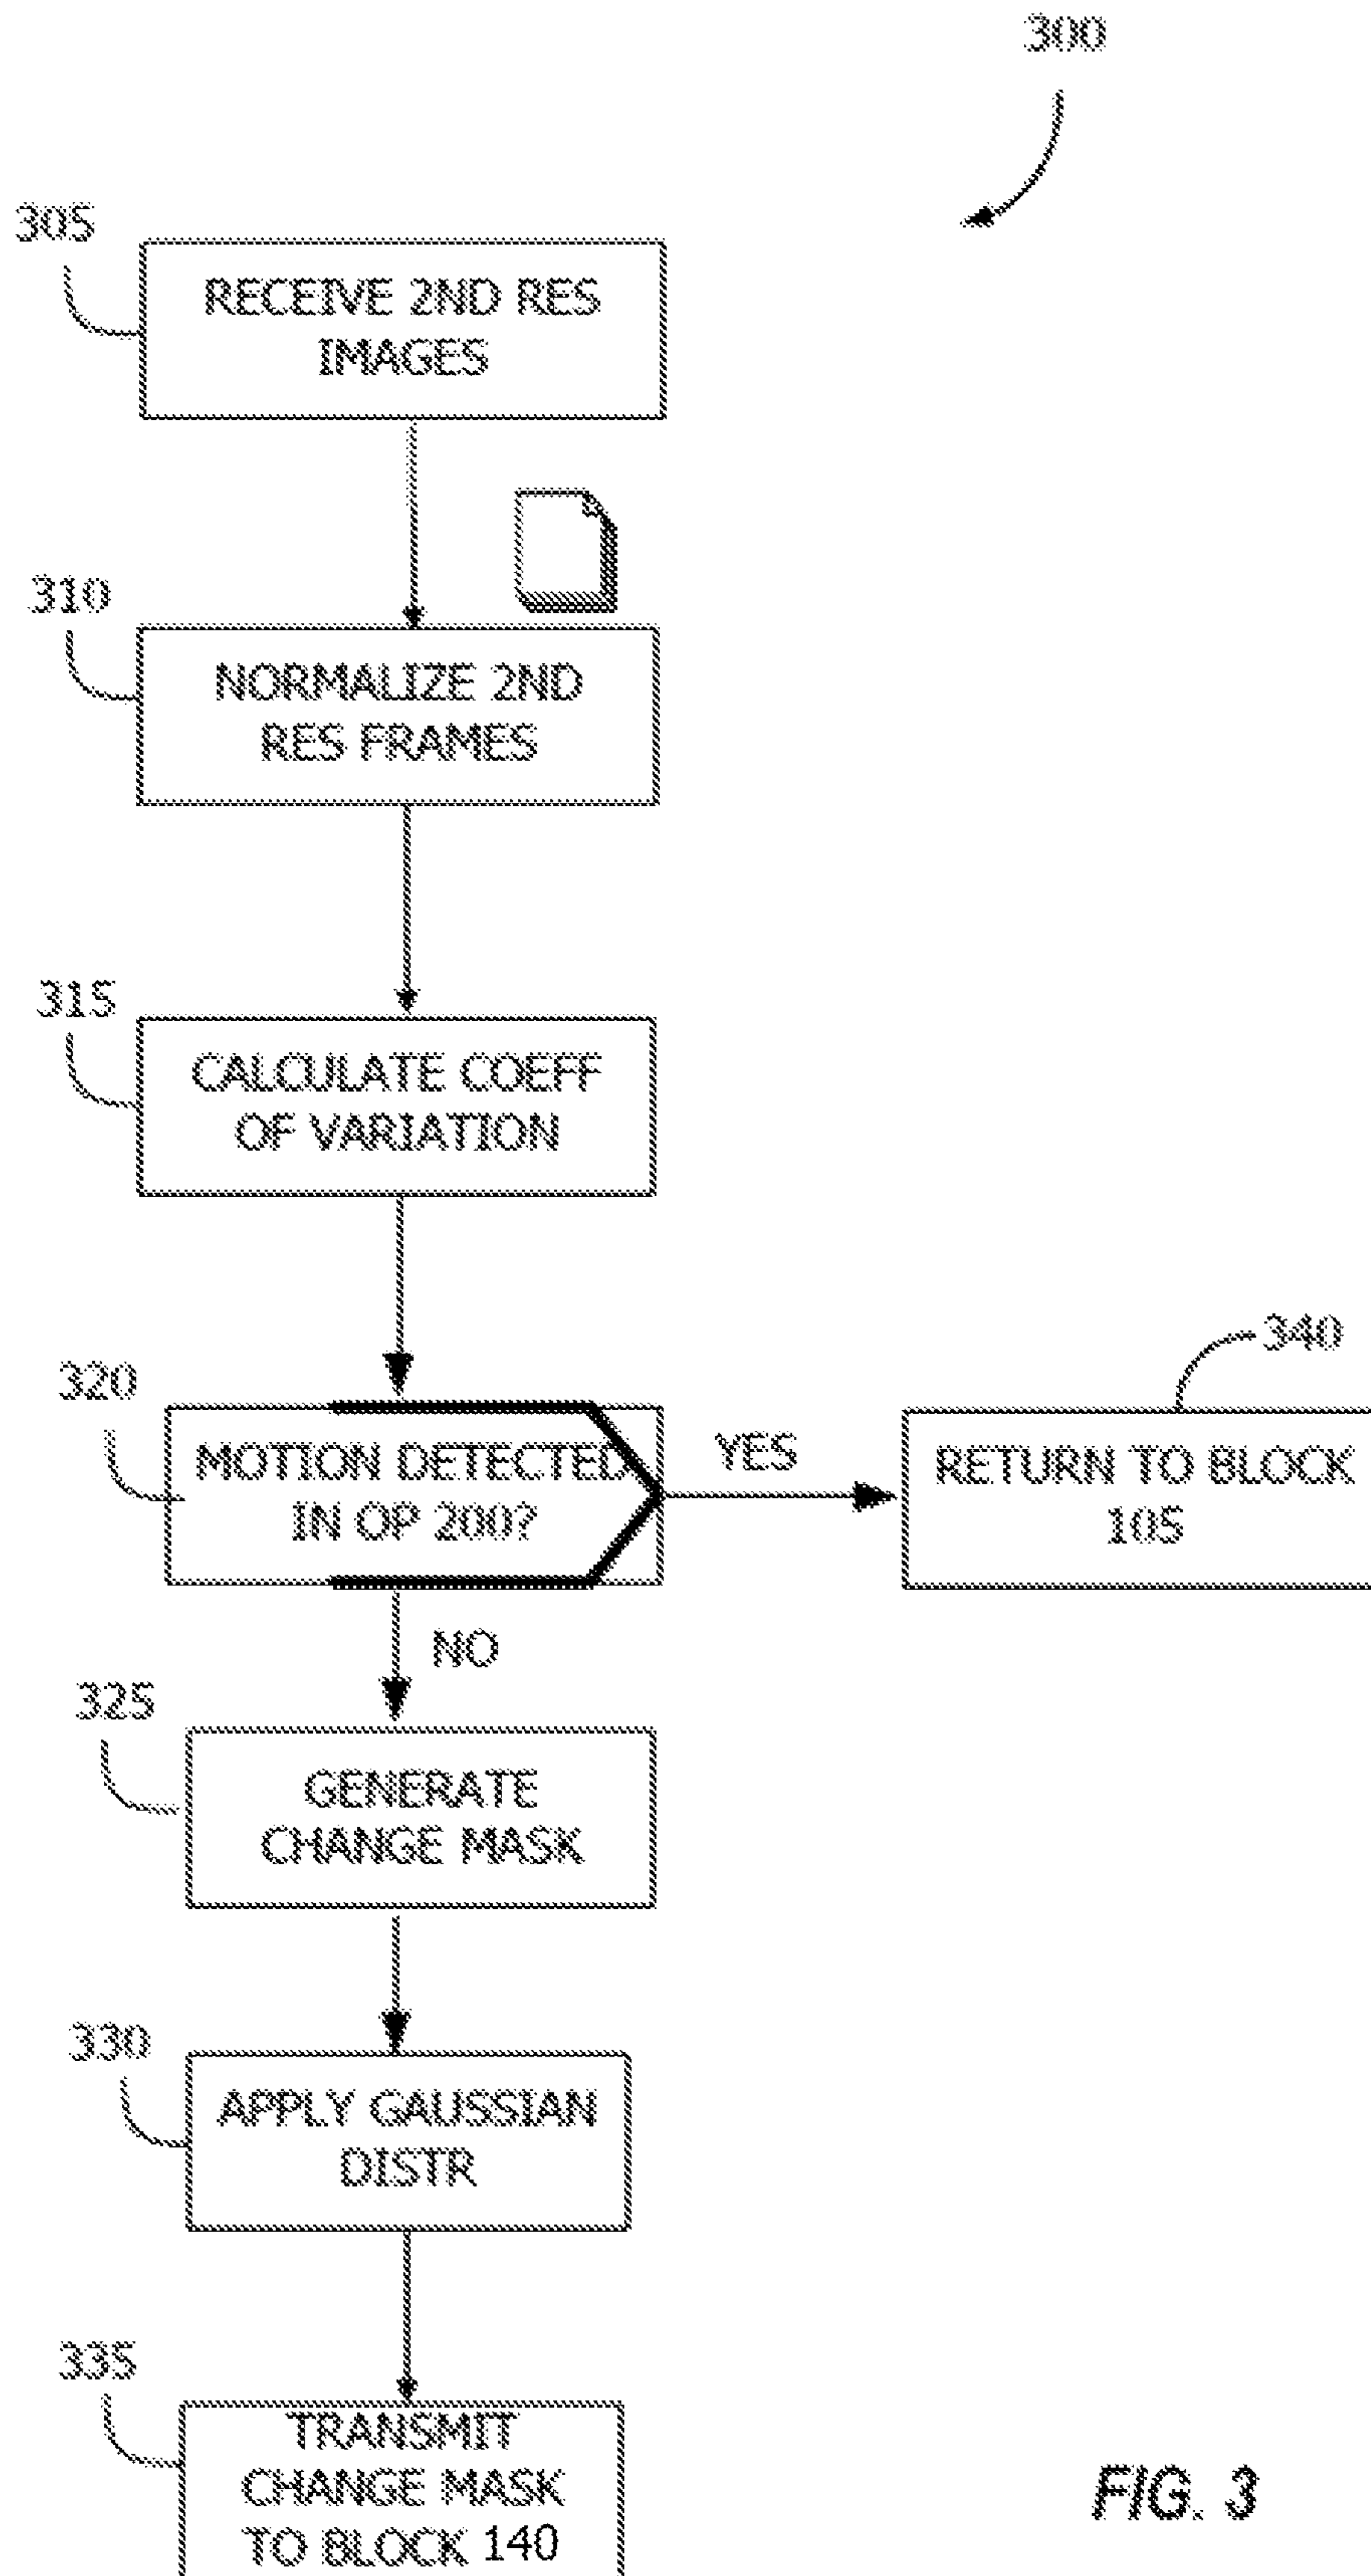 300
305
RECEIVE 2ND RES
IMAGES
310
NORMALIZE 2ND
RES FRAMES
315
CALCULATE COEFF
OF VARIATION
320
MOTION DETECTED
IN OP 200?
YES
340
RETURN TO BLOCK
105
NO
325
GENERATE
CHANGE MASK
330
APPLY GAUSSIAN
DISTR
335
TRANSMIT
CHANGE MASK
TO BLOCK 140
FIG. 3